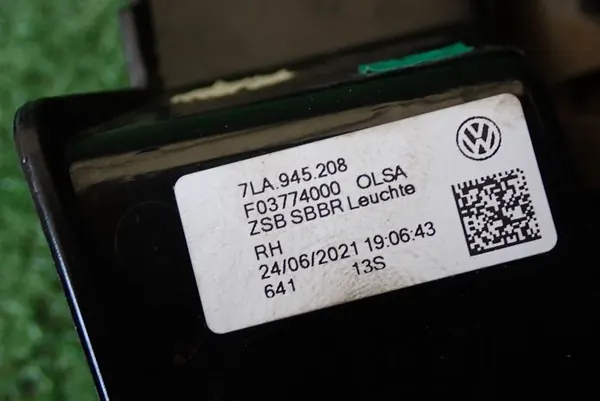 7LA.945.208
F03774000 OLSA
ZSB SBBR Leuchte
RH
24/06/2021 19:06:43
641 13S